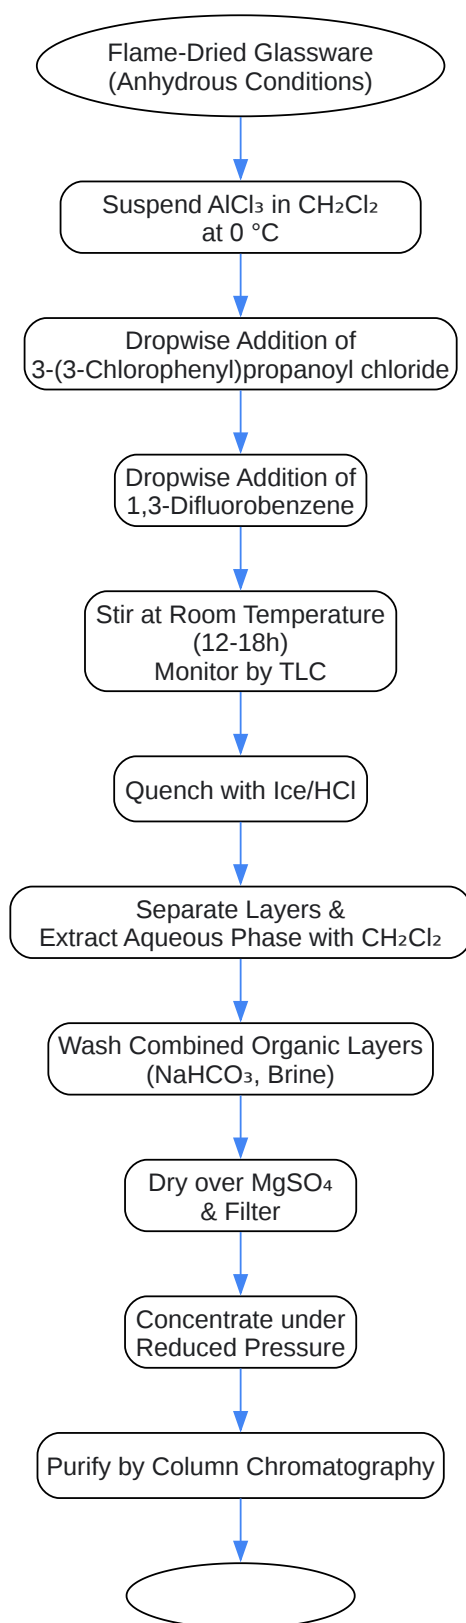 Flame-Dried Glassware
(Anhydrous Conditions)
Suspend AlCl₃ in CH₂Cl₂
at 0 °C
Dropwise Addition of
3-(3-Chlorophenyl)propanoyl chloride
Dropwise Addition of
1,3-Difluorobenzene
Stir at Room Temperature
(12-18h)
Monitor by TLC
Quench with Ice/HCl
Separate Layers &
Extract Aqueous Phase with CH₂Cl₂
Wash Combined Organic Layers
(NaHCO₃, Brine)
Dry over MgSO₄
& Filter
Concentrate under
Reduced Pressure
Purify by Column Chromatography